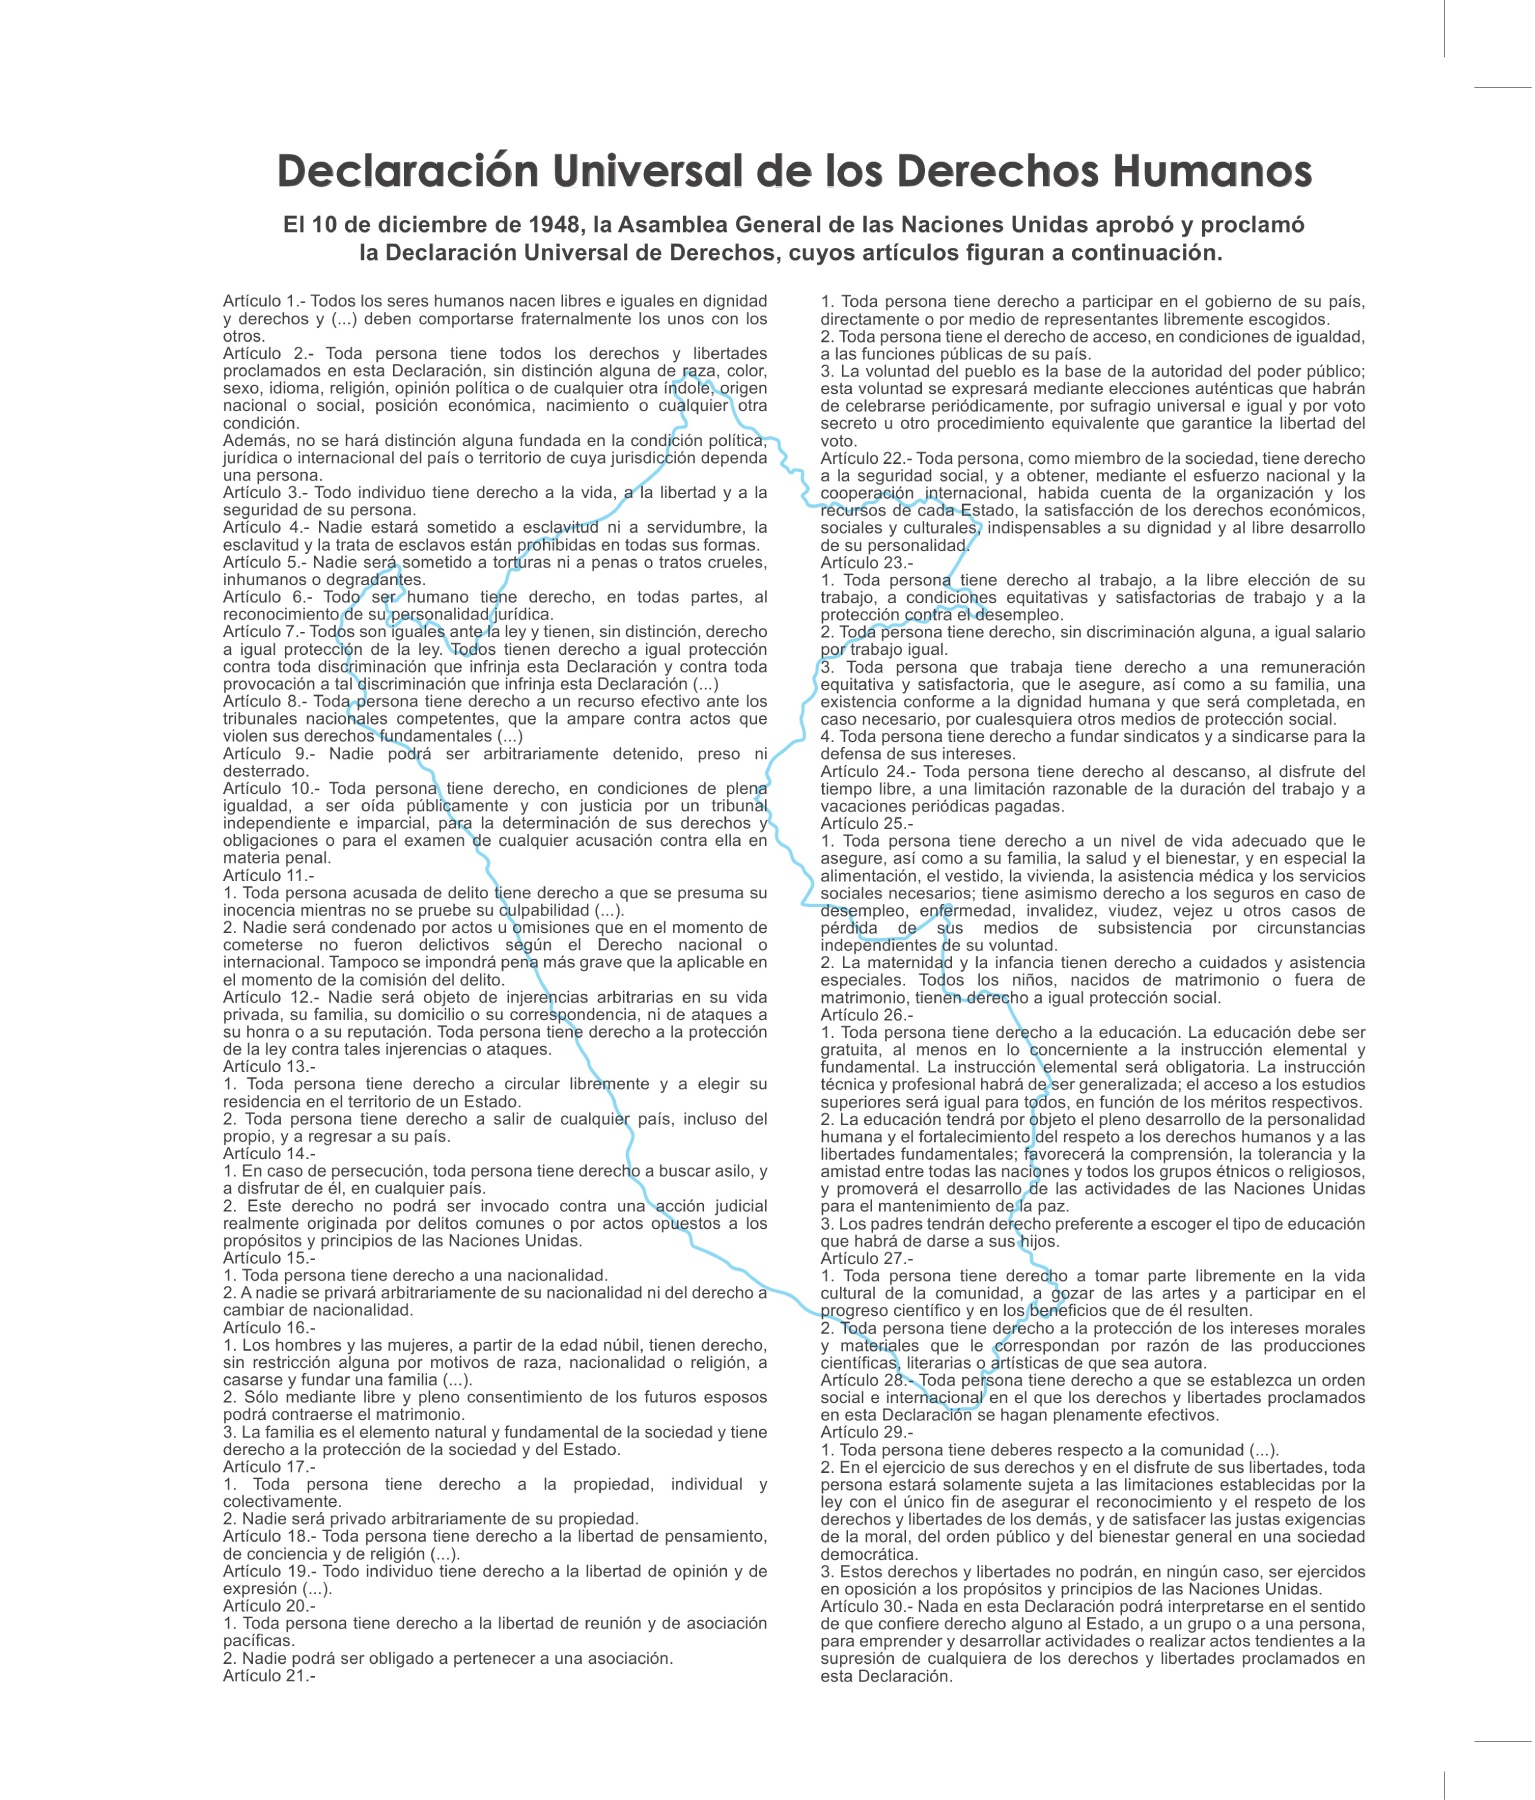 Declaración Universal de los Derechos Humanos
El 10 de diciembre de 1948, la Asamblea General de las Naciones Unidas aprobó y proclamó
la Declaración Universal de Derechos, cuyos artículos figuran a continuación.
Artículo 1.- Todos los seres humanos nacen libres e iguales en dignidad
y derechos y (...) deben comportarse fraternalmente los unos con los
otros.
Artículo 2.- Toda persona tiene todos los derechos y libertades
proclamados en esta Declaración, sin distinción alguna de raza, color,
sexo, idioma, religión, opinión política o de cualquier otra índole, origen
nacional o social, posición económica, nacimiento o cualquier otra
condición.
Además, no se hará distinción alguna fundada en la condición política,
jurídica o internacional del país o territorio de cuya jurisdicción dependa
una persona.
Artículo 3.- Todo individuo tiene derecho a la vida, a la libertad y a la
seguridad de su persona.
Artículo 4.- Nadie estará sometido a esclavitud ni a servidumbre, la
esclavitud y la trata de esclavos están prohibidas en todas sus formas.
Artículo 5.- Nadie será sometido a torturas ni a penas o tratos crueles,
inhumanos o degradantes.
Artículo 6.- Todo ser humano tiene derecho, en todas partes, al
reconocimiento de su personalidad jurídica.
Artículo 7.- Todos son iguales ante la ley y tienen, sin distinción, derecho
a igual protección de la ley. Todos tienen derecho a igual protección
contra toda discriminación que infrinja esta Declaración y contra toda
provocación a tal discriminación que infrinja esta Declaración (...)
Artículo 8.- Toda persona tiene derecho a un recurso efectivo ante los
tribunales nacionales competentes, que la ampare contra actos que
violen sus derechos fundamentales (...)
Artículo 9.- Nadie podrá ser arbitrariamente detenido, preso ni
desterrado.
Artículo 10.- Toda persona tiene derecho, en condiciones de plena
igualdad, a ser oída públicamente y con justicia por un tribunal
independiente e imparcial, para la determinación de sus derechos y
obligaciones o para el examen de cualquier acusación contra ella en
materia penal.
Artículo 11.-
1. Toda persona acusada de delito tiene derecho a que se presuma su
inocencia mientras no se pruebe su culpabilidad (...).
2. Nadie será condenado por actos u omisiones que en el momento de
cometerse no fueron delictivos según el Derecho nacional o
internacional. Tampoco se impondrá pena más grave que la aplicable en
el momento de la comisión del delito.
Artículo 12.- Nadie será objeto de injerencias arbitrarias en su vida
privada, su familia, su domicilio o su correspondencia, ni de ataques a
su honra o a su reputación. Toda persona tiene derecho a la protección
de la ley contra tales injerencias o ataques.
Artículo 13.-
1. Toda persona tiene derecho a circular libremente y a elegir su
residencia en el territorio de un Estado.
2. Toda persona tiene derecho a salir de cualquier país, incluso del
propio, y a regresar a su país.
Artículo 14.-
1. En caso de persecución, toda persona tiene derecho a buscar asilo, y
a disfrutar de él, en cualquier país.
2. Este derecho no podrá ser invocado contra una acción judicial
realmente originada por delitos comunes o por actos opuestos a los
propósitos y principios de las Naciones Unidas.
Artículo 15.-
1. Toda persona tiene derecho a una nacionalidad.
2. A nadie se privará arbitrariamente de su nacionalidad ni del derecho a
cambiar de nacionalidad.
Artículo 16.-
1. Los hombres y las mujeres, a partir de la edad núbil, tienen derecho,
sin restricción alguna por motivos de raza, nacionalidad o religión, a
casarse y fundar una familia (...).
2. Sólo mediante libre y pleno consentimiento de los futuros esposos
podrá contraerse el matrimonio.
3. La familia es el elemento natural y fundamental de la sociedad y tiene
derecho a la protección de la sociedad y del Estado.
Artículo 17.-
1. Toda persona tiene derecho a la propiedad, individual y
colectivamente.
2. Nadie será privado arbitrariamente de su propiedad.
Artículo 18.- Toda persona tiene derecho a la libertad de pensamiento,
de conciencia y de religión (...).
Artículo 19.- Todo individuo tiene derecho a la libertad de opinión y de
expresión (...).
Artículo 20.-
1. Toda persona tiene derecho a la libertad de reunión y de asociación
pacíficas.
2. Nadie podrá ser obligado a pertenecer a una asociación.
Artículo 21.-
1. Toda persona tiene derecho a participar en el gobierno de su país,
directamente o por medio de representantes libremente escogidos.
2. Toda persona tiene el derecho de acceso, en condiciones de igualdad,
a las funciones públicas de su país.
3. La voluntad del pueblo es la base de la autoridad del poder público;
esta voluntad se expresará mediante elecciones auténticas que habrán
de celebrarse periódicamente, por sufragio universal e igual y por voto
secreto u otro procedimiento equivalente que garantice la libertad del
voto.
Artículo 22.- Toda persona, como miembro de la sociedad, tiene derecho
a la seguridad social, y a obtener, mediante el esfuerzo nacional y la
cooperación internacional, habida cuenta de la organización y los
recursos de cada Estado, la satisfacción de los derechos económicos,
sociales y culturales, indispensables a su dignidad y al libre desarrollo
de su personalidad.
Artículo 23.-
1. Toda persona tiene derecho al trabajo, a la libre elección de su
trabajo, a condiciones equitativas y satisfactorias de trabajo y a la
protección contra el desempleo.
2. Toda persona tiene derecho, sin discriminación alguna, a igual salario
por trabajo igual.
3. Toda persona que trabaja tiene derecho a una remuneración
equitativa y satisfactoria, que le asegure, así como a su familia, una
existencia conforme a la dignidad humana y que será completada, en
caso necesario, por cualesquiera otros medios de protección social.
4. Toda persona tiene derecho a fundar sindicatos y a sindicarse para la
defensa de sus intereses.
Artículo 24.- Toda persona tiene derecho al descanso, al disfrute del
tiempo libre, a una limitación razonable de la duración del trabajo y a
vacaciones periódicas pagadas.
Artículo 25.-
1. Toda persona tiene derecho a un nivel de vida adecuado que le
asegure, así como a su familia, la salud y el bienestar, y en especial la
alimentación, el vestido, la vivienda, la asistencia médica y los servicios
sociales necesarios; tiene asimismo derecho a los seguros en caso de
desempleo, enfermedad, invalidez, viudez, vejez u otros casos de
pérdida de sus medios de subsistencia por circunstancias
independientes de su voluntad.
2. La maternidad y la infancia tienen derecho a cuidados y asistencia
especiales. Todos los niños, nacidos de matrimonio o fuera de
matrimonio, tienen derecho a igual protección social.
Artículo 26.-
1. Toda persona tiene derecho a la educación. La educación debe ser
gratuita, al menos en lo concerniente a la instrucción elemental y
fundamental. La instrucción elemental será obligatoria. La instrucción
técnica y profesional habrá de ser generalizada; el acceso a los estudios
superiores será igual para todos, en función de los méritos respectivos.
2. La educación tendrá por objeto el pleno desarrollo de la personalidad
humana y el fortalecimiento del respeto a los derechos humanos y a las
libertades fundamentales; favorecerá la comprensión, la tolerancia y la
amistad entre todas las naciones y todos los grupos étnicos o religiosos,
y promoverá el desarrollo de las actividades de las Naciones Unidas
para el mantenimiento de la paz.
3. Los padres tendrán derecho preferente a escoger el tipo de educación
que habrá de darse a sus hijos.
Artículo 27.-
1. Toda persona tiene derecho a tomar parte libremente en la vida
cultural de la comunidad, a gozar de las artes y a participar en el
progreso científico y en los beneficios que de él resulten.
2. Toda persona tiene derecho a la protección de los intereses morales
y materiales que le correspondan por razón de las producciones
científicas, literarias o artísticas de que sea autora.
Artículo 28.- Toda persona tiene derecho a que se establezca un orden
social e internacional en el que los derechos y libertades proclamados
en esta Declaración se hagan plenamente efectivos.
Artículo 29.-
1. Toda persona tiene deberes respecto a la comunidad (...).
2. En el ejercicio de sus derechos y en el disfrute de sus libertades, toda
persona estará solamente sujeta a las limitaciones establecidas por la
ley con el único fin de asegurar el reconocimiento y el respeto de los
derechos y libertades de los demás, y de satisfacer las justas exigencias
de la moral, del orden público y del bienestar general en una sociedad
democrática.
3. Estos derechos y libertades no podrán, en ningún caso, ser ejercidos
en oposición a los propósitos y principios de las Naciones Unidas.
Artículo 30.- Nada en esta Declaración podrá interpretarse en el sentido
de que confiere derecho alguno al Estado, a un grupo o a una persona,
para emprender y desarrollar actividades o realizar actos tendientes a la
supresión de cualquiera de los derechos y libertades proclamados en
esta Declaración.